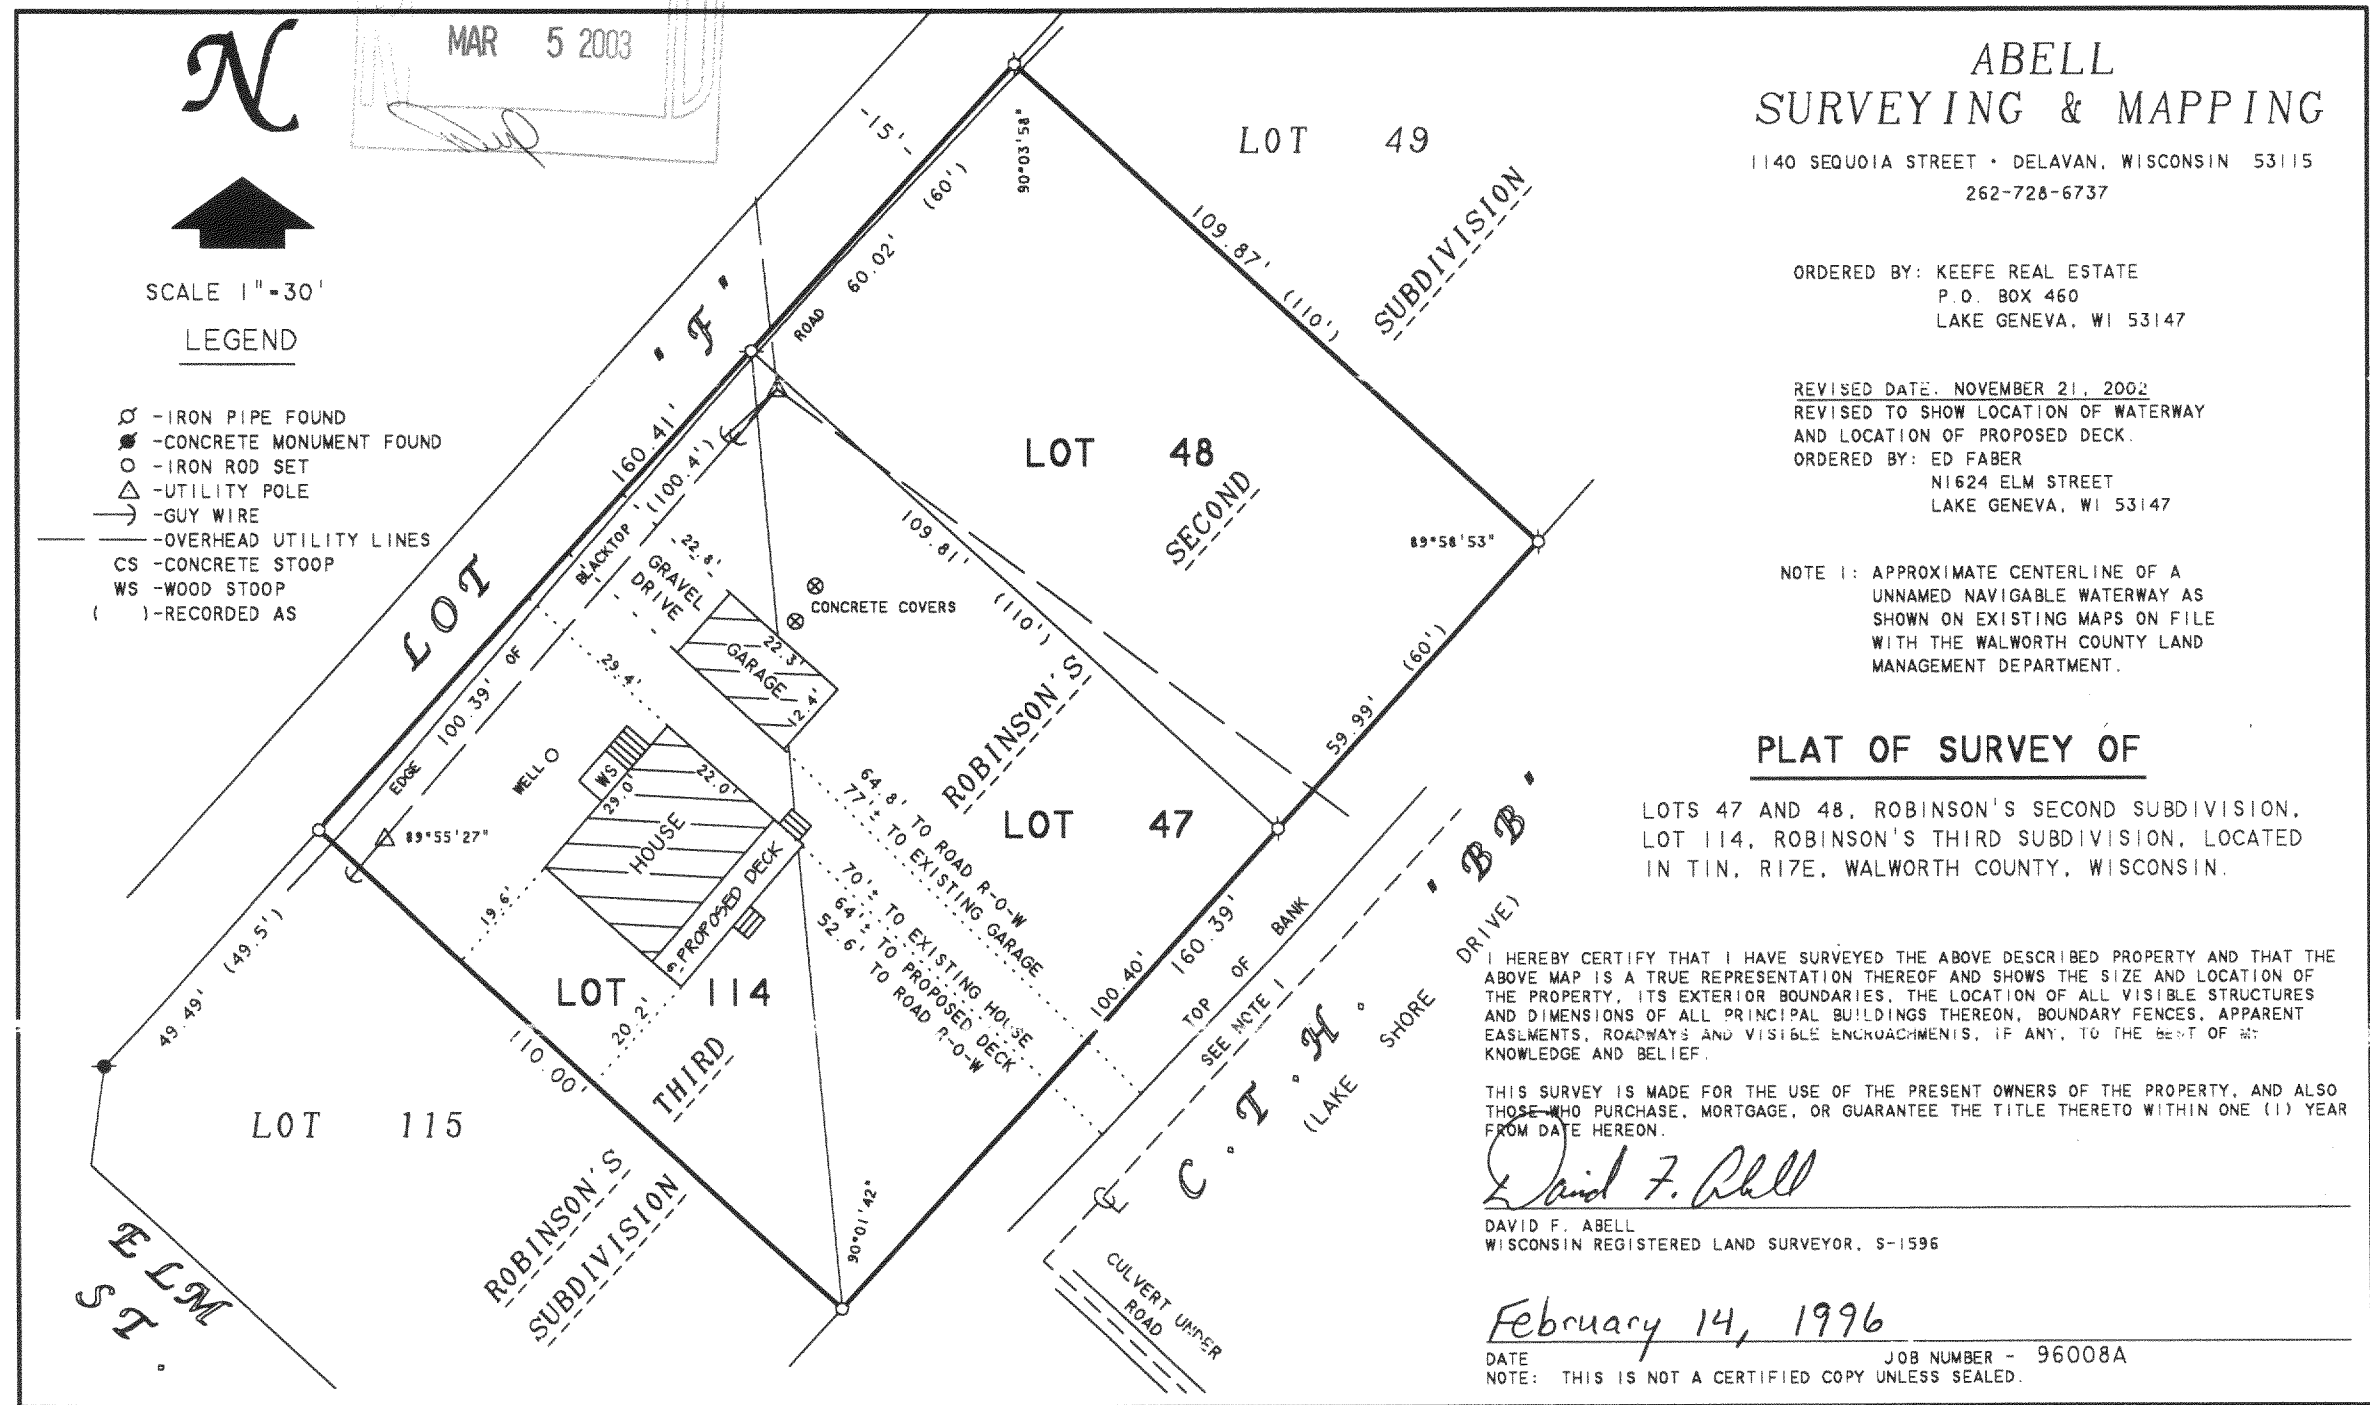 N
MAR 5 2003
SCALE 1"=30'
LEGEND
-IRON PIPE FOUND
-CONCRETE MONUMENT FOUND
-IRON ROD SET
-UTILITY POLE
-GUY WIRE
-OVERHEAD UTILITY LINES
CS -CONCRETE STOOP
WS -WOOD STOOP
( )-RECORDED AS
-15'-
(60')
60.02'
ROAD
90°03'58"
LOT 49
109.87'
(110')
SUBDIVISION
LOT 'F'
160.41'
(100.4')
BLACKTOP
OF
EDGE
100.39'
22.8'
GRAVEL
DRIVE
CONCRETE COVERS
22.3'
GARAGE
12.4'
29.4'
109.81'
(110')
LOT 48
SECOND
ROBINSON'S
89°58'53"
(60')
59.99'
LOT 47
WELL
WS
29.0'
22.0'
HOUSE
PROPOSED DECK
6'
19.6'
20.2'
89°55'27"
64.8' TO ROAD R-O-W
77'± TO EXISTING GARAGE
70'± TO EXISTING HOUSE
64'± TO PROPOSED DECK
52.6' TO ROAD R-O-W
LOT 114
110.00'
THIRD
ROBINSON'S
SUBDIVISION
90°01'42"
100.40'
160.39'
TOP OF BANK
SEE NOTE 1
C.T.H. 'BB'
(LAKE SHORE DRIVE)
CULVERT UNDER
ROAD
(49.5')
49.49'
LOT 115
ELM
ST.
ABELL
SURVEYING & MAPPING
1140 SEQUOIA STREET • DELAVAN, WISCONSIN 53115
262-728-6737
ORDERED BY: KEEFE REAL ESTATE
P.O. BOX 460
LAKE GENEVA, WI 53147
REVISED DATE. NOVEMBER 21, 2002
REVISED TO SHOW LOCATION OF WATERWAY
AND LOCATION OF PROPOSED DECK.
ORDERED BY: ED FABER
N1624 ELM STREET
LAKE GENEVA, WI 53147
NOTE 1: APPROXIMATE CENTERLINE OF A
UNNAMED NAVIGABLE WATERWAY AS
SHOWN ON EXISTING MAPS ON FILE
WITH THE WALWORTH COUNTY LAND
MANAGEMENT DEPARTMENT.
PLAT OF SURVEY OF
LOTS 47 AND 48, ROBINSON'S SECOND SUBDIVISION,
LOT 114, ROBINSON'S THIRD SUBDIVISION, LOCATED
IN T1N, R17E, WALWORTH COUNTY, WISCONSIN.
I HEREBY CERTIFY THAT I HAVE SURVEYED THE ABOVE DESCRIBED PROPERTY AND THAT THE
ABOVE MAP IS A TRUE REPRESENTATION THEREOF AND SHOWS THE SIZE AND LOCATION OF
THE PROPERTY, ITS EXTERIOR BOUNDARIES, THE LOCATION OF ALL VISIBLE STRUCTURES
AND DIMENSIONS OF ALL PRINCIPAL BUILDINGS THEREON, BOUNDARY FENCES, APPARENT
EASEMENTS, ROADWAYS AND VISIBLE ENCROACHMENTS, IF ANY, TO THE BEST OF MY
KNOWLEDGE AND BELIEF.
THIS SURVEY IS MADE FOR THE USE OF THE PRESENT OWNERS OF THE PROPERTY, AND ALSO
THOSE WHO PURCHASE, MORTGAGE, OR GUARANTEE THE TITLE THERETO WITHIN ONE (1) YEAR
FROM DATE HEREON.
David F. Abell
DAVID F. ABELL
WISCONSIN REGISTERED LAND SURVEYOR, S-1596
February 14, 1996
DATE JOB NUMBER - 96008A
NOTE: THIS IS NOT A CERTIFIED COPY UNLESS SEALED.